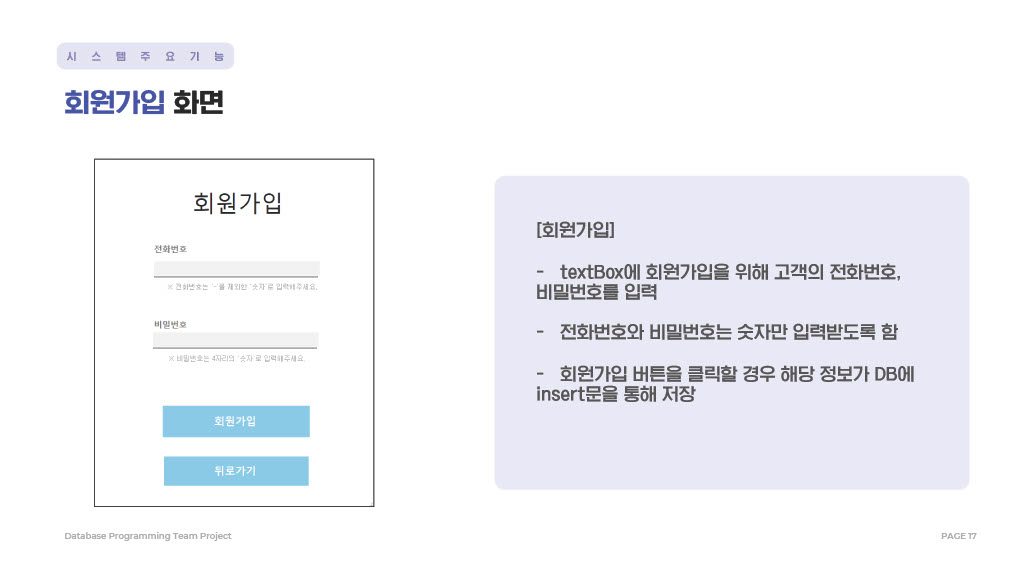 시 스 템 주 요 기 능
회원가입 화면
회원가입
전화번호
※ 전화번호는 '-'를 제외한 '숫자'로 입력해주세요.
비밀번호
※ 비밀번호는 4자리의 '숫자'로 입력해주세요.
회원가입
뒤로가기
[회원가입]
- textBox에 회원가입을 위해 고객의 전화번호,
비밀번호를 입력
- 전화번호와 비밀번호는 숫자만 입력받도록 함
- 회원가입 버튼을 클릭할 경우 해당 정보가 DB에
insert문을 통해 저장
Database Programming Team Project
PAGE 17